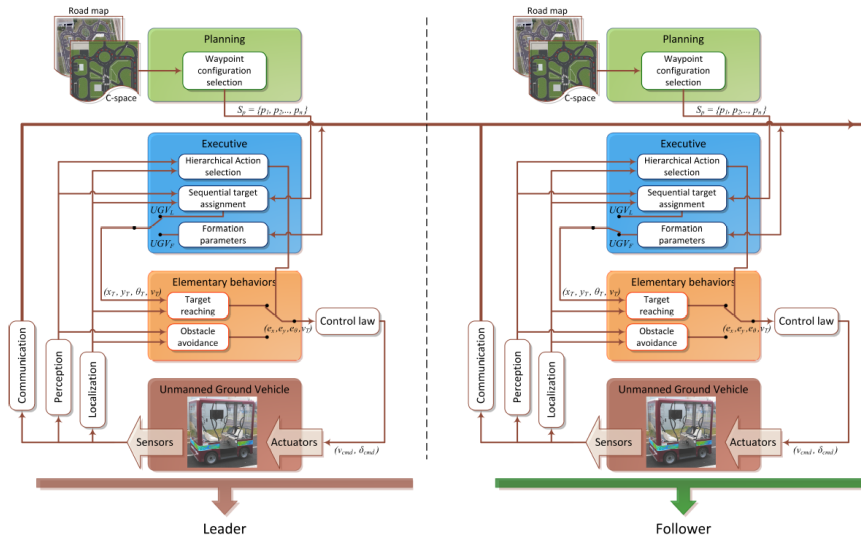 Road map
C-space
Planning
Waypoint
configuration
selection
S_p = {p_1, p_2,.., p_n}
Executive
Hierarchical Action
selection
Sequential target
assignment
UGV_L
UGV_F
Formation
parameters
Elementary behaviors
(x_T, y_T, θ_T, v_T)
Target
reaching
Obstacle
avoidance
(e_x, e_y, e_θ, v_T)
Control law
Communication
Perception
Localization
Unmanned Ground Vehicle
Sensors
Actuators
(v_cmd, δ_cmd)
Leader
Road map
C-space
Planning
Waypoint
configuration
selection
S_p = {p_1, p_2,.., p_n}
Executive
Hierarchical Action
selection
Sequential target
assignment
UGV_L
UGV_F
Formation
parameters
Elementary behaviors
(x_T, y_T, θ_T, v_T)
Target
reaching
Obstacle
avoidance
(e_x, e_y, e_θ, v_T)
Control law
Communication
Perception
Localization
Unmanned Ground Vehicle
Sensors
Actuators
(v_cmd, δ_cmd)
Follower